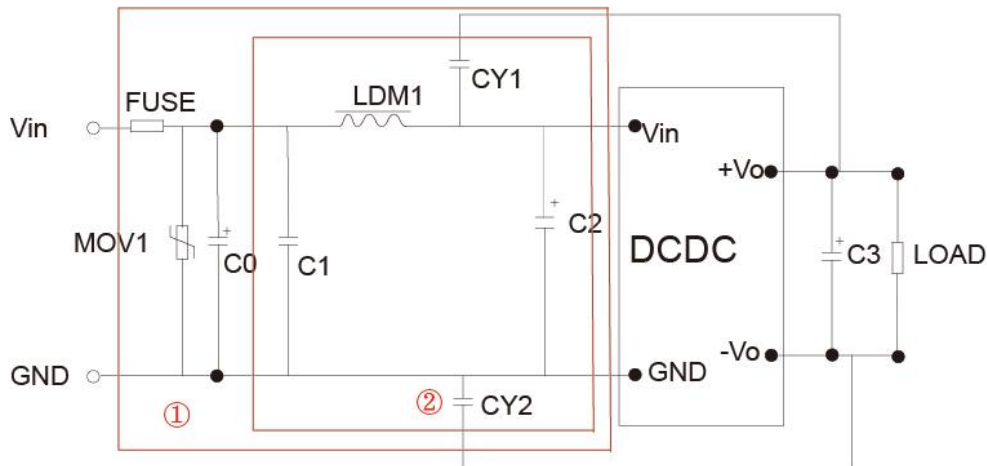 CY1
FUSE
LDM1
Vin
Vin
+Vo
MOV1
+
C0
C1
+
C2
DCDC
+
C3
LOAD
-Vo
GND
GND
①
②
CY2